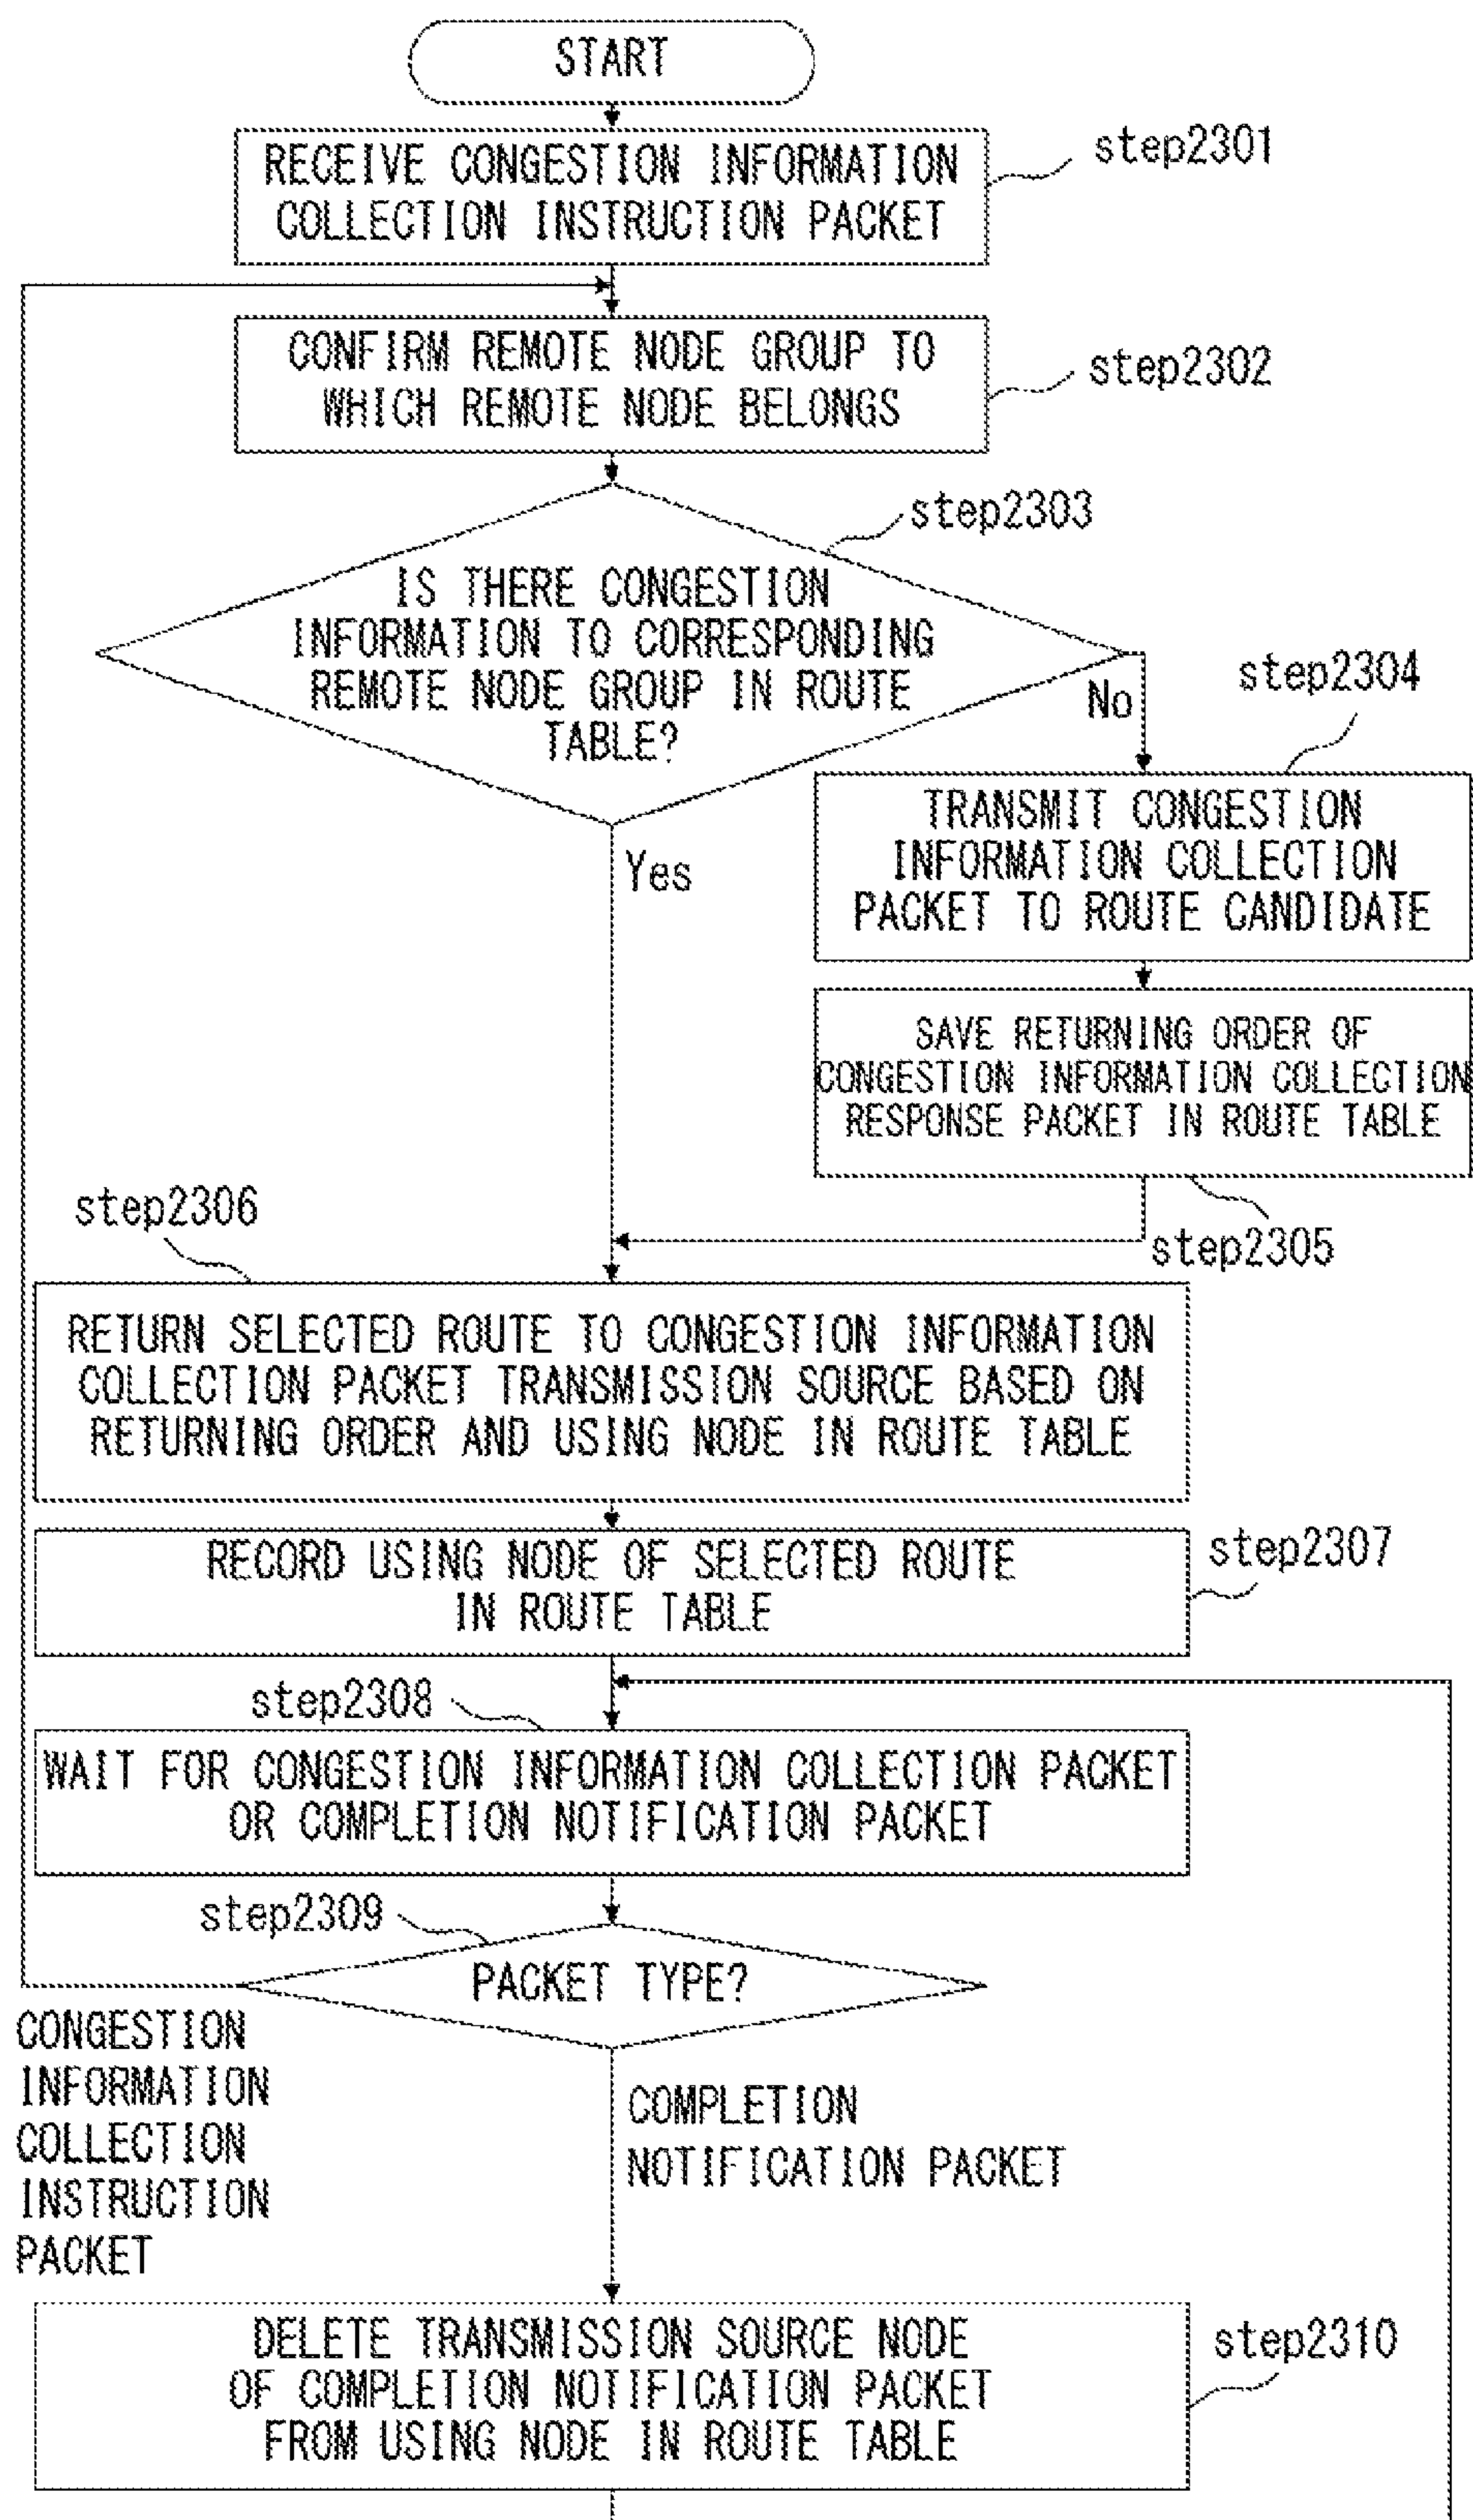 START
step2301
RECEIVE CONGESTION INFORMATION
COLLECTION INSTRUCTION PACKET
CONFIRM REMOTE NODE GROUP TO
WHICH REMOTE NODE BELONGS
step2302
step2303
IS THERE CONGESTION
INFORMATION TO CORRESPONDING
REMOTE NODE GROUP IN ROUTE
TABLE?
No
step2304
Yes
TRANSMIT CONGESTION
INFORMATION COLLECTION
PACKET TO ROUTE CANDIDATE
SAVE RETURNING ORDER OF
CONGESTION INFORMATION COLLECTION
RESPONSE PACKET IN ROUTE TABLE
step2305
step2306
RETURN SELECTED ROUTE TO CONGESTION INFORMATION
COLLECTION PACKET TRANSMISSION SOURCE BASED ON
RETURNING ORDER AND USING NODE IN ROUTE TABLE
RECORD USING NODE OF SELECTED ROUTE
IN ROUTE TABLE
step2307
step2308
WAIT FOR CONGESTION INFORMATION COLLECTION PACKET
OR COMPLETION NOTIFICATION PACKET
step2309
PACKET TYPE?
CONGESTION
INFORMATION
COLLECTION
INSTRUCTION
PACKET
COMPLETION
NOTIFICATION PACKET
DELETE TRANSMISSION SOURCE NODE
OF COMPLETION NOTIFICATION PACKET
FROM USING NODE IN ROUTE TABLE
step2310